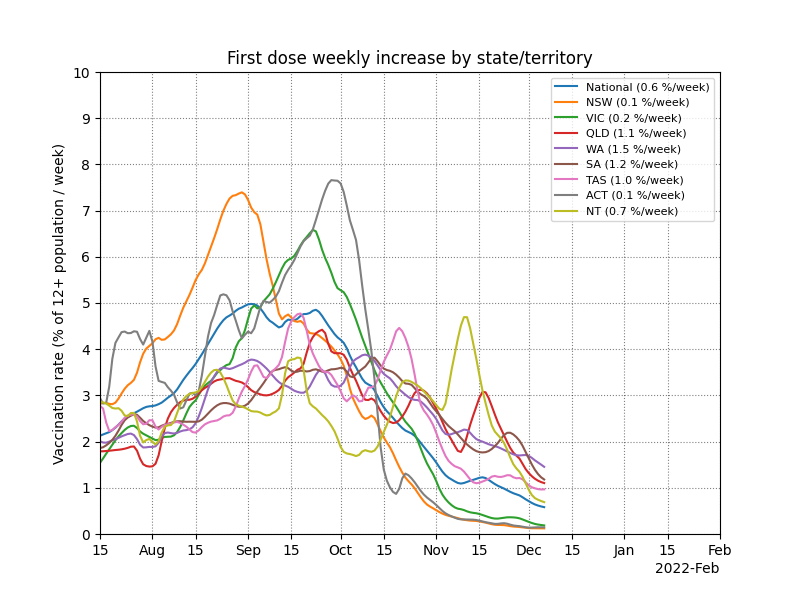 First dose weekly increase by state/territory
Vaccination rate (% of 12+ population / week)
10
9
8
7
6
5
4
3
2
1
0
National (0.6 %/week)
NSW (0.1 %/week)
VIC (0.2 %/week)
QLD (1.1 %/week)
WA (1.5 %/week)
SA (1.2 %/week)
TAS (1.0 %/week)
ACT (0.1 %/week)
NT (0.7 %/week)
15 Aug 15 Sep 15 Oct 15 Nov 15 Dec 15 Jan 15 Feb
2022-Feb